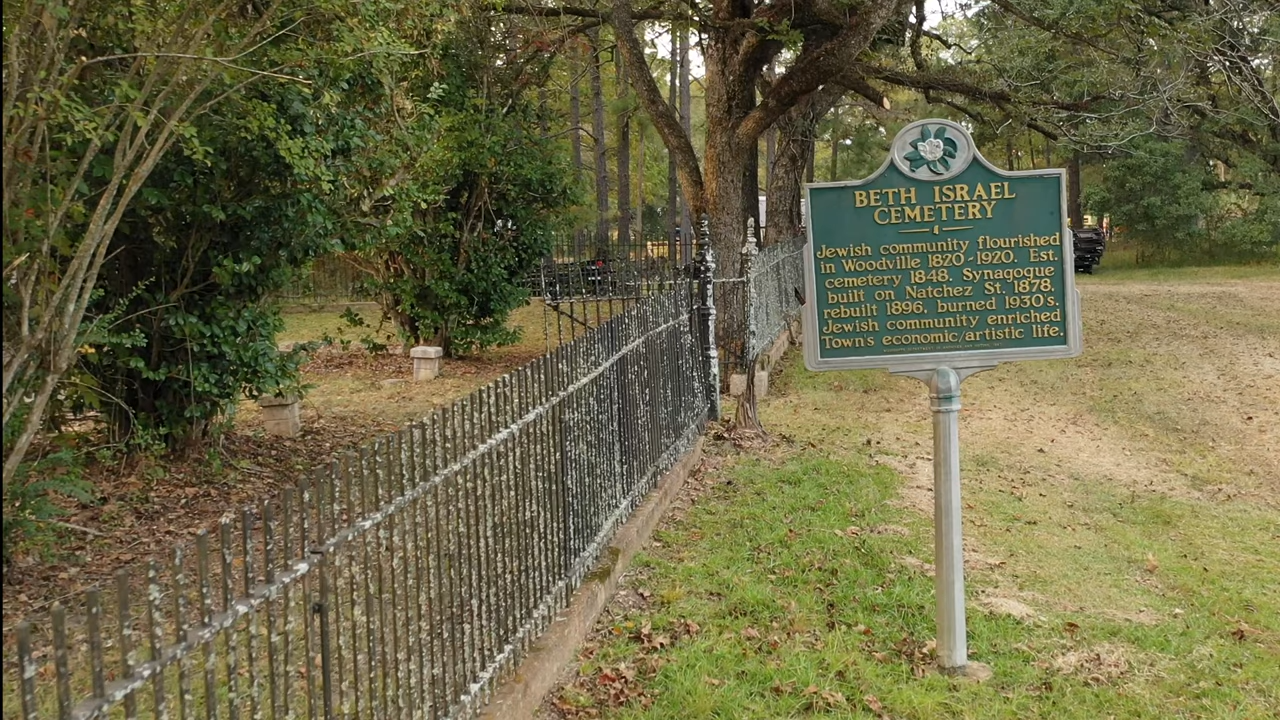 BETH ISRAEL
CEMETERY
Jewish community flourished
in Woodville 1820-1920. Est.
cemetery 1848. Synagogue
built on Natchez St. 1878,
rebuilt 1896, burned 1930's.
Jewish community enriched
Town's economic/artistic life.